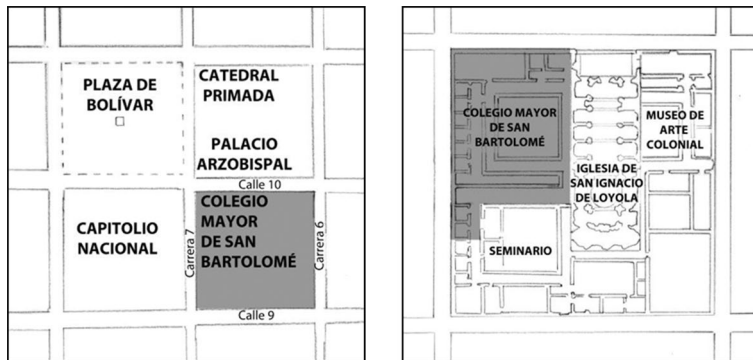 PLAZA DE
BOLÍVAR
CATEDRAL
PRIMADA
PALACIO
ARZOBISPAL
Calle 10
CAPITOLIO
NACIONAL
Carrera 7
COLEGIO
MAYOR
DE SAN
BARTOLOMÉ
Carrera 6
Calle 9
COLEGIO MAYOR
DE SAN
BARTOLOMÉ
MUSEO DE
ARTE
COLONIAL
IGLESIA DE
SAN IGNACIO
DE LOYOLA
SEMINARIO